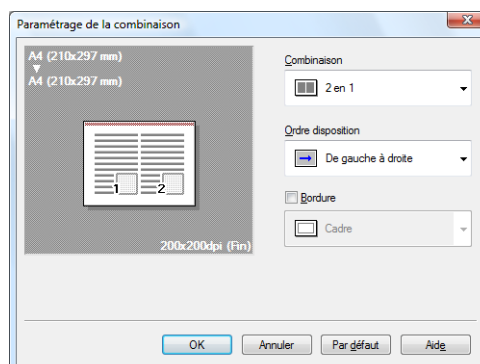 Paramétrage de la combinaison
A4 (210x297 mm)
A4 (210x297 mm)
1 2
200x200dpi (Fin)
Combinaison
2 en 1
Ordre disposition
De gauche à droite
Bordure
Cadre
OK Annuler Par défaut Aide